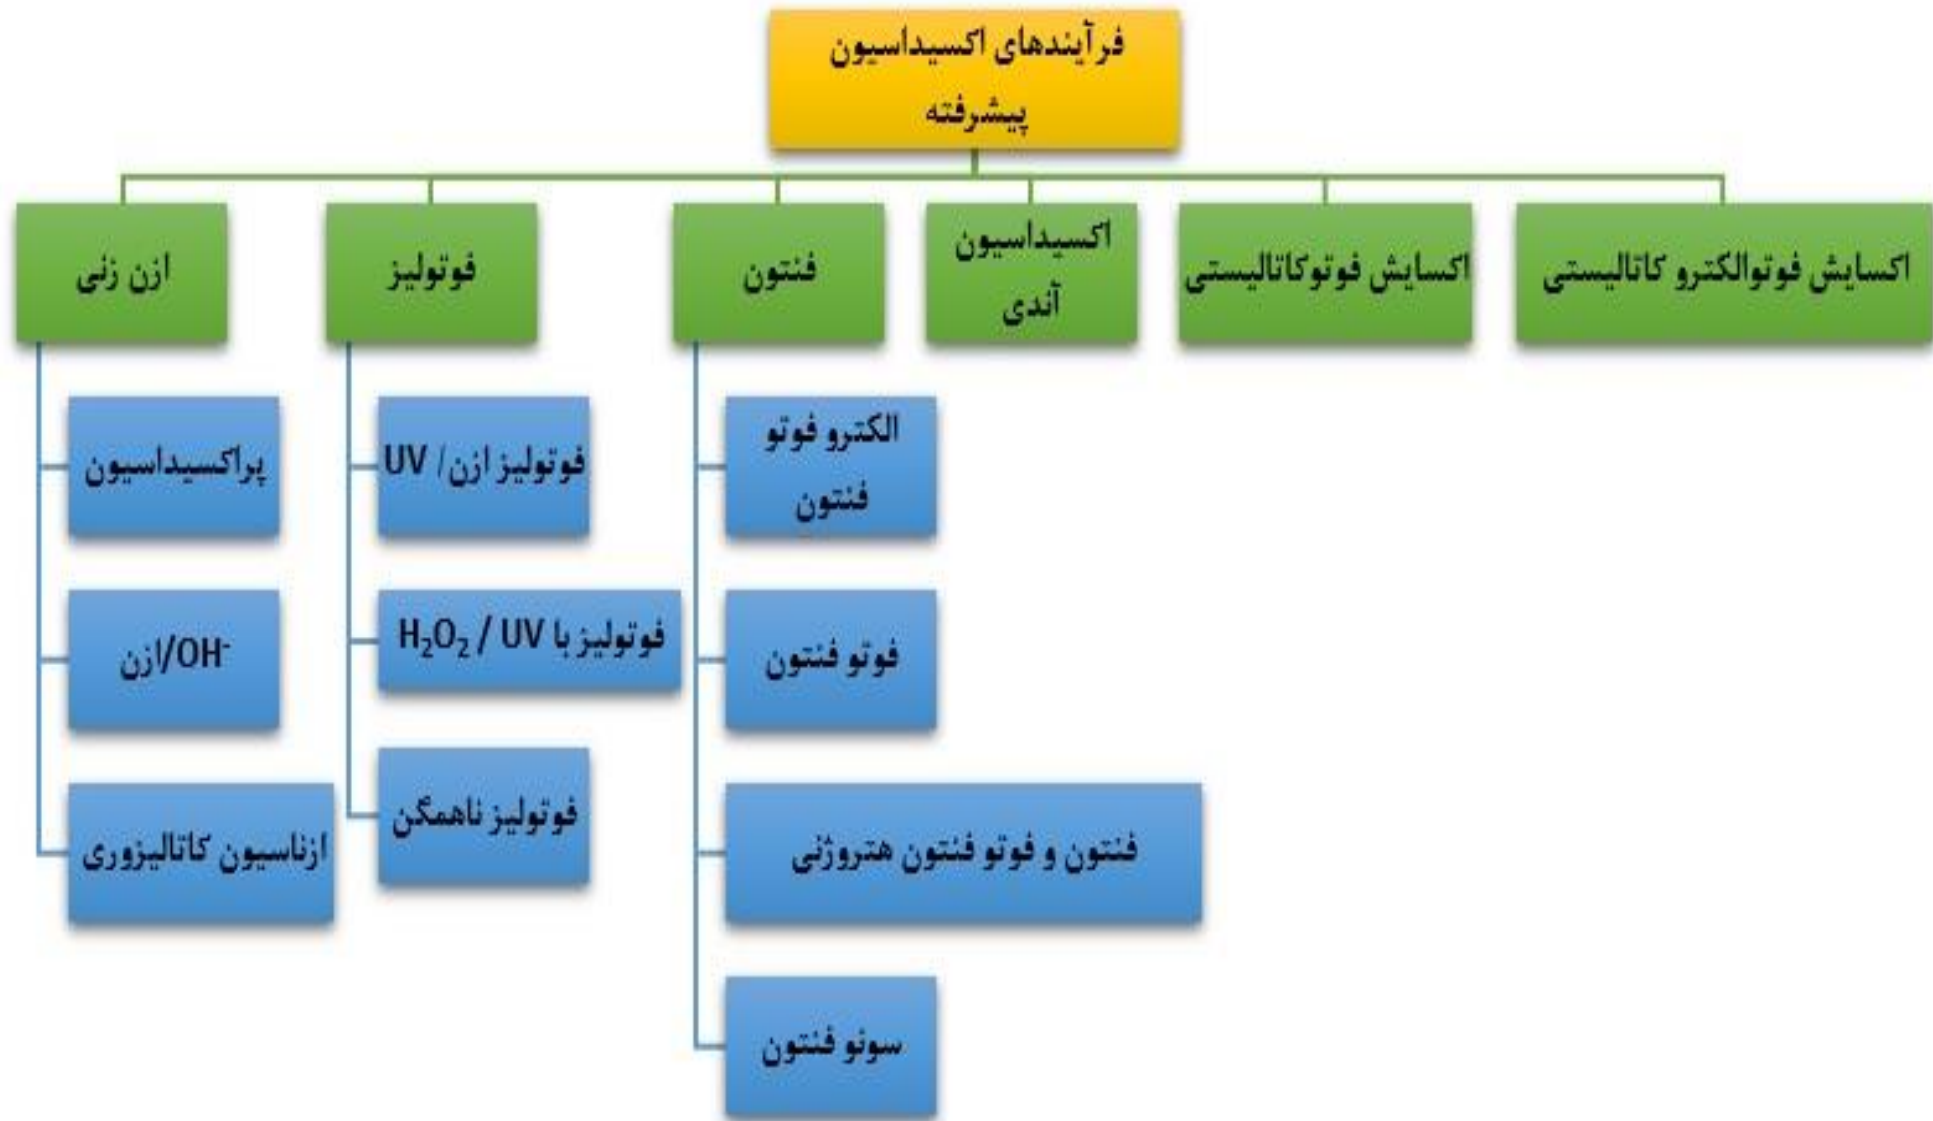 فرآیندهای اکسیداسیون
پیشرفته
اکسایش فوتوالکترو کاتالیستی
اکسایش فوتوکاتالیستی
اکسیداسیون
آندی
فنتون
الکترو فوتو
فنتون
فوتو فنتون
فنتون و فوتو فنتون هتروژنی
سونو فنتون
فوتولیز
فوتولیز ازن/ UV
فوتولیز با H₂O₂ / UV
فوتولیز ناهمگن
ازن زنی
پراکسیداسیون
ازن/OH⁻
ازناسیون کاتالیزوری